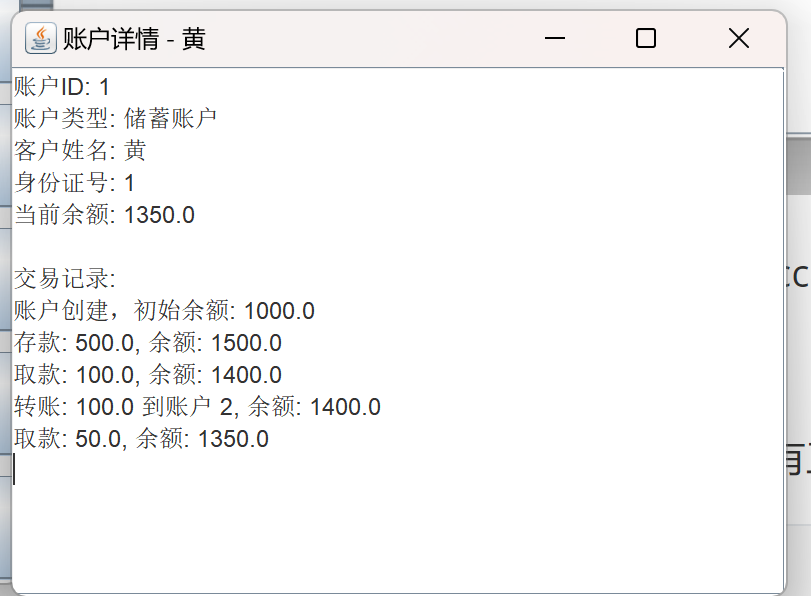 账户详情 - 黄
账户ID: 1
账户类型: 储蓄账户
客户姓名: 黄
身份证号: 1
当前余额: 1350.0
交易记录:
账户创建，初始余额: 1000.0
存款: 500.0, 余额: 1500.0
取款: 100.0, 余额: 1400.0
转账: 100.0 到账户 2, 余额: 1400.0
取款: 50.0, 余额: 1350.0